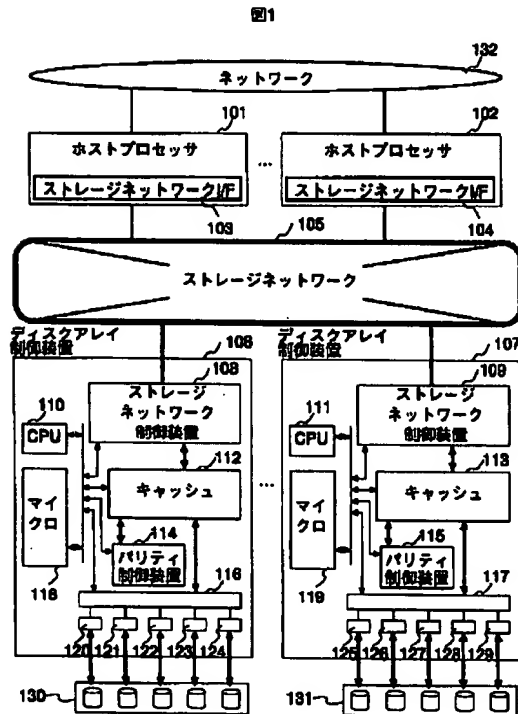 図1
132
ネットワーク
101
102
ホストプロセッサ
ホストプロセッサ
...
ストレージネットワークI/F
ストレージネットワークI/F
103
105
104
ストレージネットワーク
ディスクアレイ
制御装置
106
ディスクアレイ
制御装置
107
108
109
110
CPU
ストレージ
ネットワーク
制御装置
111
CPU
ストレージ
ネットワーク
制御装置
112
113
マイクロ
キャッシュ
...
マイクロ
キャッシュ
114
115
パリティ
制御装置
パリティ
制御装置
118
116
119
117
120
121
122
123
124
125
126
127
128
129
130
131